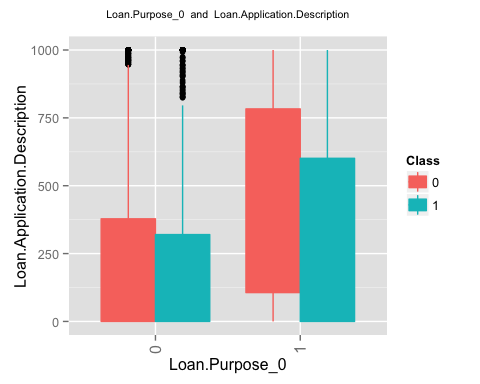 Loan.Purpose_0 and Loan.Application.Description
1000
750
500
250
0
Loan.Application.Description
0
1
Loan.Purpose_0
Class
0
1